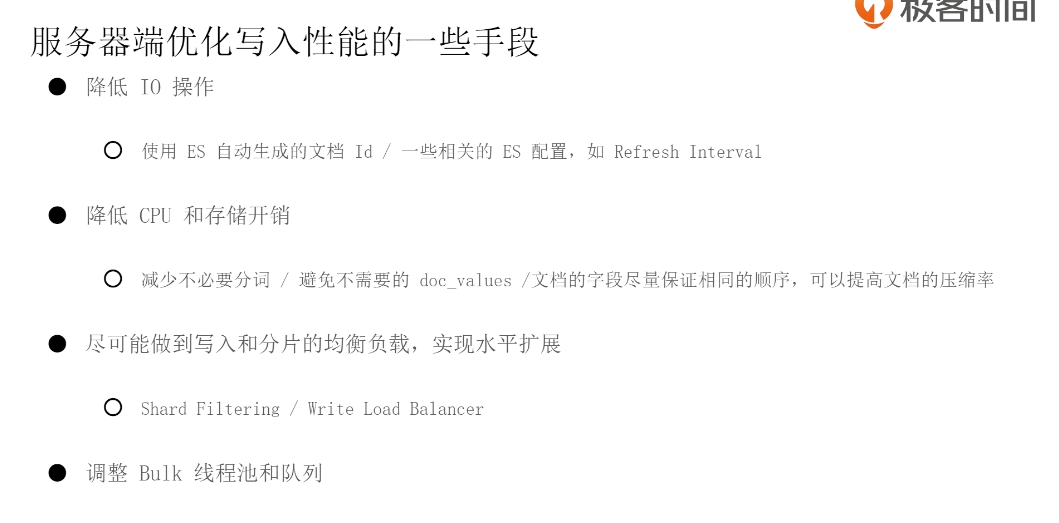 极客时间
服务器端优化写入性能的一些手段
● 降低 IO 操作
○ 使用 ES 自动生成的文档 Id / 一些相关的 ES 配置，如 Refresh Interval
● 降低 CPU 和存储开销
○ 减少不必要分词 / 避免不需要的 doc_values /文档的字段尽量保证相同的顺序，可以提高文档的压缩率
● 尽可能做到写入和分片的均衡负载，实现水平扩展
○ Shard Filtering / Write Load Balancer
● 调整 Bulk 线程池和队列